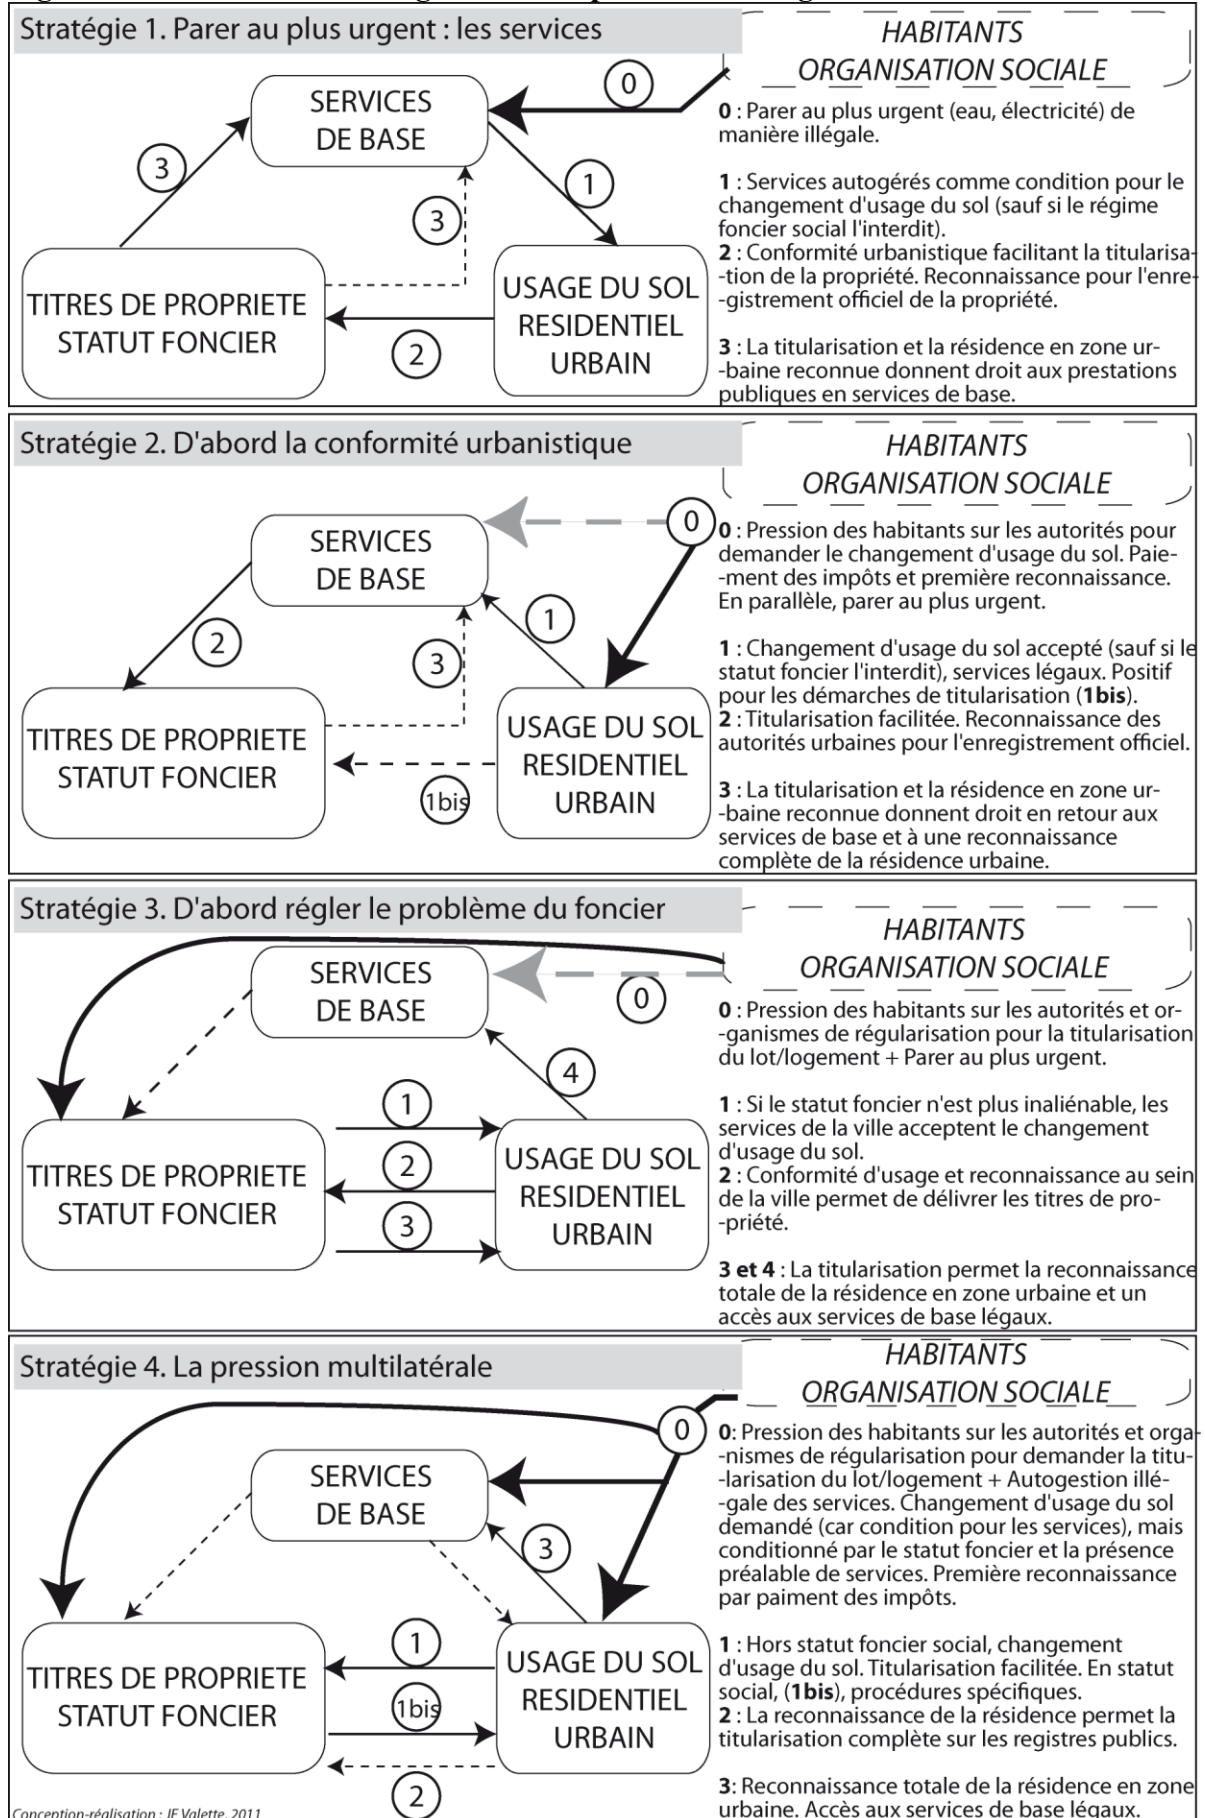 Stratégie 1. Parer au plus urgent : les services
HABITANTS
ORGANISATION SOCIALE
0
SERVICES
DE BASE
3
3
1
TITRES DE PROPRIETE
STATUT FONCIER
USAGE DU SOL
RESIDENTIEL
URBAIN
2
0 : Parer au plus urgent (eau, électricité) de
manière illégale.
1 : Services autogérés comme condition pour le
changement d'usage du sol (sauf si le régime
foncier social l'interdit).
2 : Conformité urbanistique facilitant la titularisa-
-tion de la propriété. Reconnaissance pour l'enre-
-gistrement officiel de la propriété.
3 : La titularisation et la résidence en zone ur-
-baine reconnue donnent droit aux prestations
publiques en services de base.
Stratégie 2. D'abord la conformité urbanistique
HABITANTS
ORGANISATION SOCIALE
0
SERVICES
DE BASE
2
3
1
TITRES DE PROPRIETE
STATUT FONCIER
USAGE DU SOL
RESIDENTIEL
URBAIN
1bis
0 : Pression des habitants sur les autorités pour
demander le changement d'usage du sol. Paie-
-ment des impôts et première reconnaissance.
En parallèle, parer au plus urgent.
1 : Changement d'usage du sol accepté (sauf si le
statut foncier l'interdit), services légaux. Positif
pour les démarches de titularisation (1bis).
2 : Titularisation facilitée. Reconnaissance des
autorités urbaines pour l'enregistrement officiel.
3 : La titularisation et la résidence en zone ur-
-baine reconnue donnent droit en retour aux
services de base et à une reconnaissance
complète de la résidence urbaine.
Stratégie 3. D'abord régler le problème du foncier
HABITANTS
ORGANISATION SOCIALE
0
SERVICES
DE BASE
4
1
2
3
TITRES DE PROPRIETE
STATUT FONCIER
USAGE DU SOL
RESIDENTIEL
URBAIN
0 : Pression des habitants sur les autorités et or-
-ganismes de régularisation pour la titularisation
du lot/logement + Parer au plus urgent.
1 : Si le statut foncier n'est plus inaliénable, les
services de la ville acceptent le changement
d'usage du sol.
2 : Conformité d'usage et reconnaissance au sein
de la ville permet de délivrer les titres de pro-
-priété.
3 et 4 : La titularisation permet la reconnaissance
totale de la résidence en zone urbaine et un
accès aux services de base légaux.
Stratégie 4. La pression multilatérale
HABITANTS
ORGANISATION SOCIALE
0
SERVICES
DE BASE
3
1
1bis
2
TITRES DE PROPRIETE
STATUT FONCIER
USAGE DU SOL
RESIDENTIEL
URBAIN
0: Pression des habitants sur les autorités et orga-
-nismes de régularisation pour demander la titu-
-larisation du lot/logement + Autogestion illé-
-gale des services. Changement d'usage du sol
demandé (car condition pour les services), mais
conditionné par le statut foncier et la présence
préalable de services. Première reconnaissance
par paiment des impôts.
1 : Hors statut foncier social, changement
d'usage du sol. Titularisation facilitée. En statut
social, (1bis), procédures spécifiques.
2 : La reconnaissance de la résidence permet la
titularisation complète sur les registres publics.
3: Reconnaissance totale de la résidence en zone
urbaine. Accès aux services de base légaux.
Conception-réalisation : JF Valette, 2011